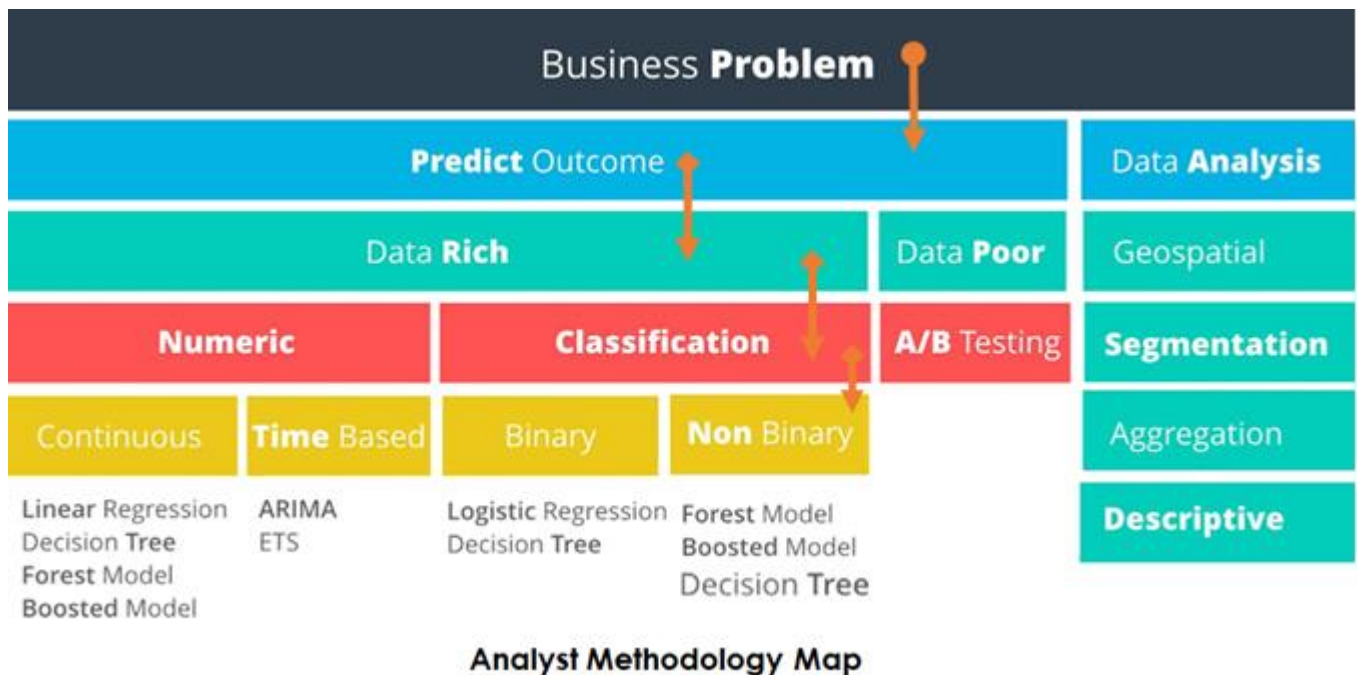 Business Problem
Predict Outcome
Data Analysis
Data Rich
Data Poor
Geospatial
Numeric
Classification
A/B Testing
Segmentation
Continuous
Time Based
Binary
Non Binary
Aggregation
Linear Regression
Decision Tree
Forest Model
Boosted Model
ARIMA
ETS
Logistic Regression
Decision Tree
Forest Model
Boosted Model
Decision Tree
Descriptive
Analyst Methodology Map